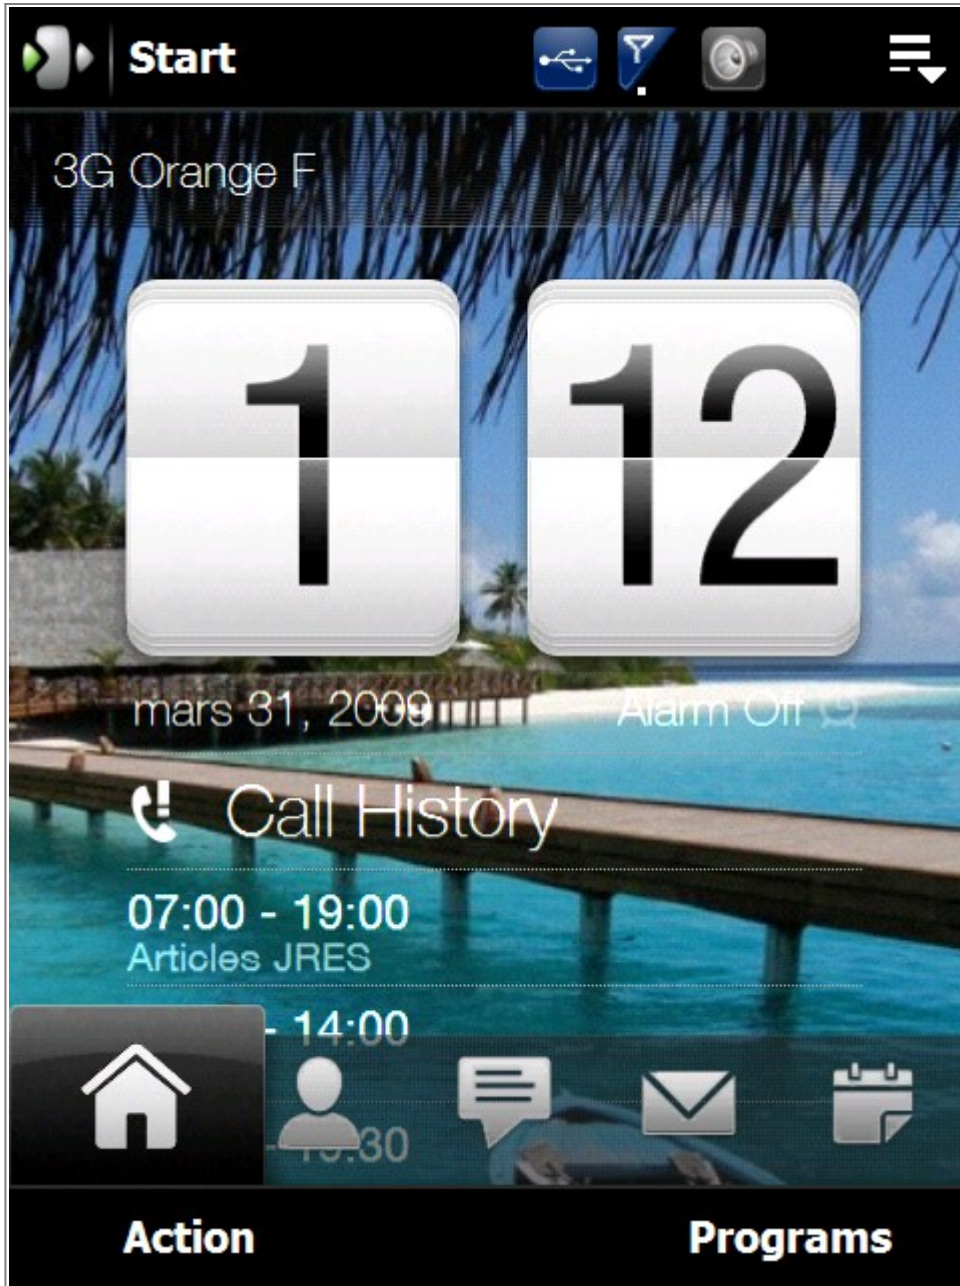 Start
3G Orange F
1 12
mars 31, 2009
Alarm Off
Call History
07:00 - 19:00
Articles JRES
- 14:00
Action
Programs